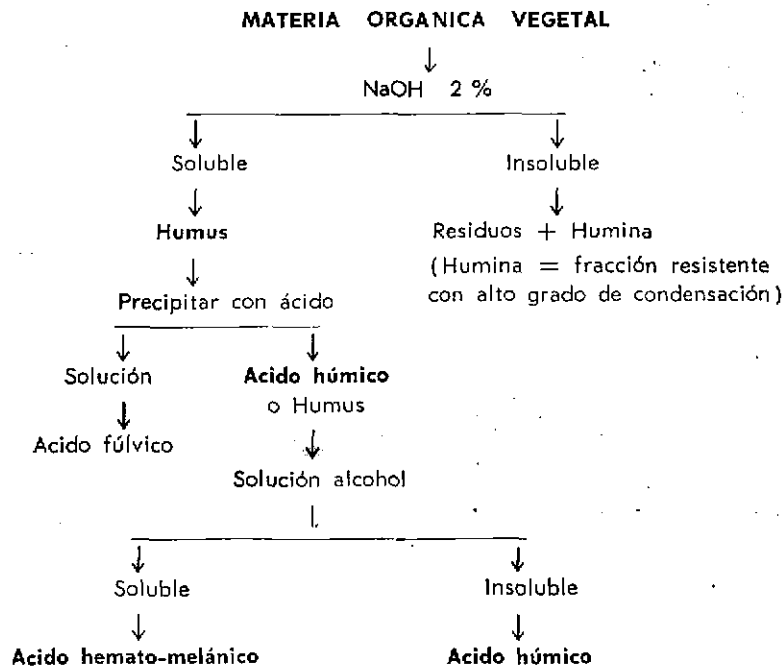 MATERIA ORGANICA VEGETAL
NaOH 2 %
Soluble
Insoluble
Humus
Residuos + Humina
(Humina = fracción resistente
con alto grado de condensación)
Precipitar con ácido
Solución
Acido húmico
o Humus
Acido fúlvico
Solución alcohol
Soluble
Insoluble
Acido hemato-melánico
Acido húmico